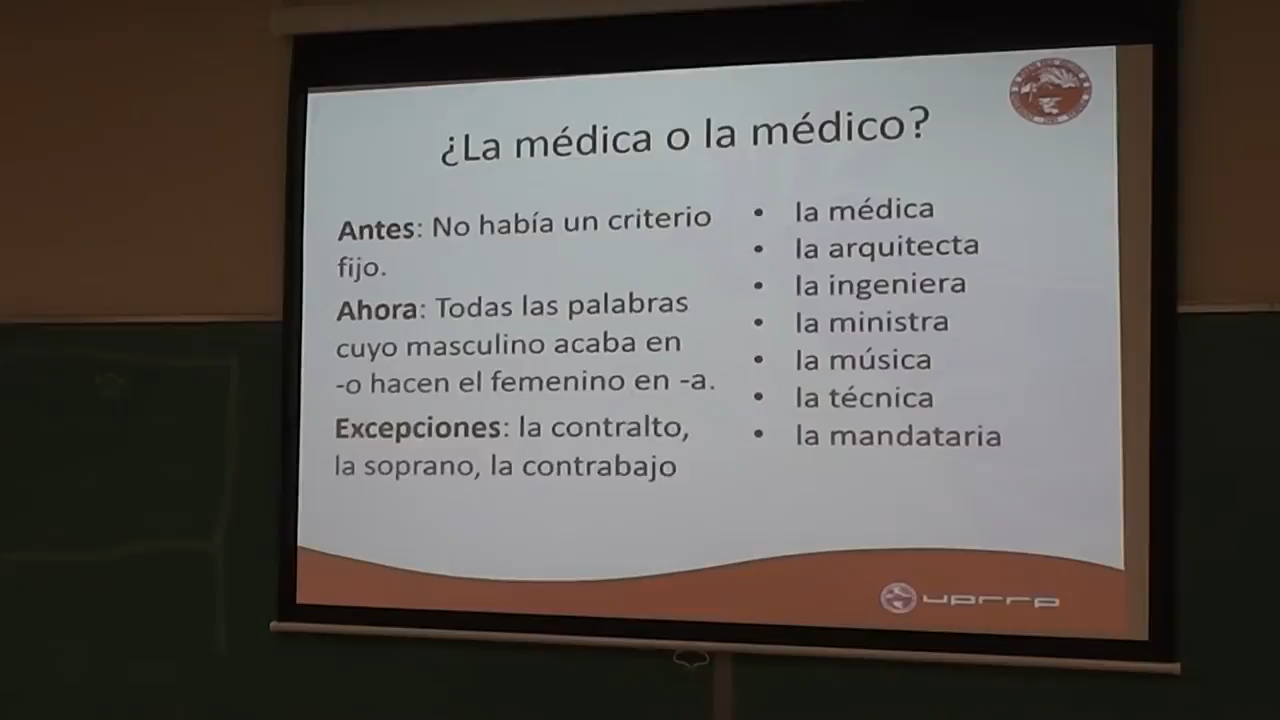 ¿La médica o la médico?
Antes: No había un criterio
fijo.
Ahora: Todas las palabras
cuyo masculino acaba en
-o hacen el femenino en -a.
Excepciones: la contralto,
la soprano, la contrabajo
• la médica
• la arquitecta
• la ingeniera
• la ministra
• la música
• la técnica
• la mandataria
uprrp